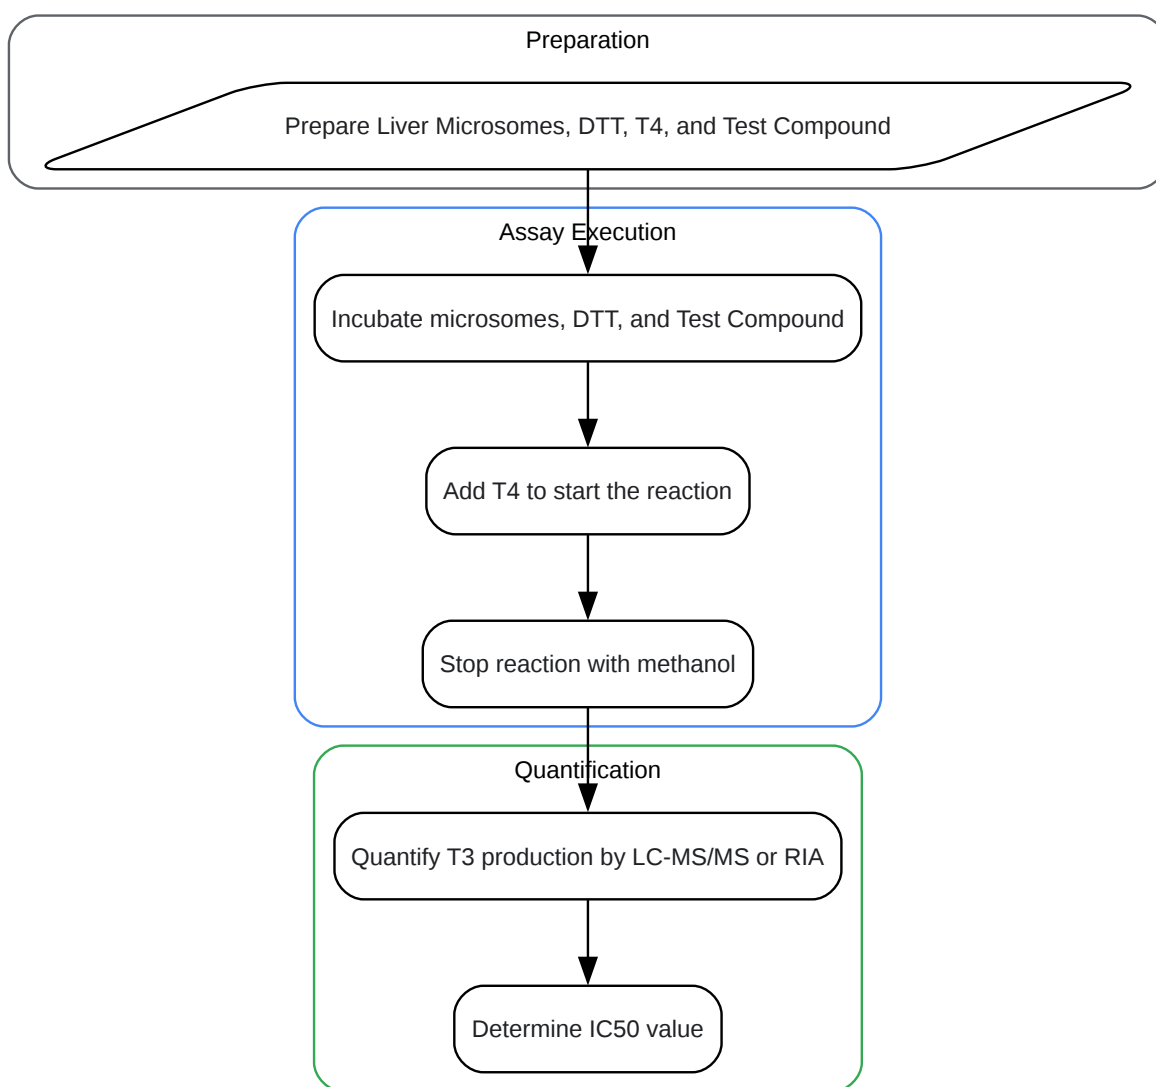 Preparation
Prepare Liver Microsomes, DTT, T4, and Test Compound
Assay Execution
Incubate microsomes, DTT, and Test Compound
Add T4 to start the reaction
Stop reaction with methanol
Quantification
Quantify T3 production by LC-MS/MS or RIA
Determine IC50 value